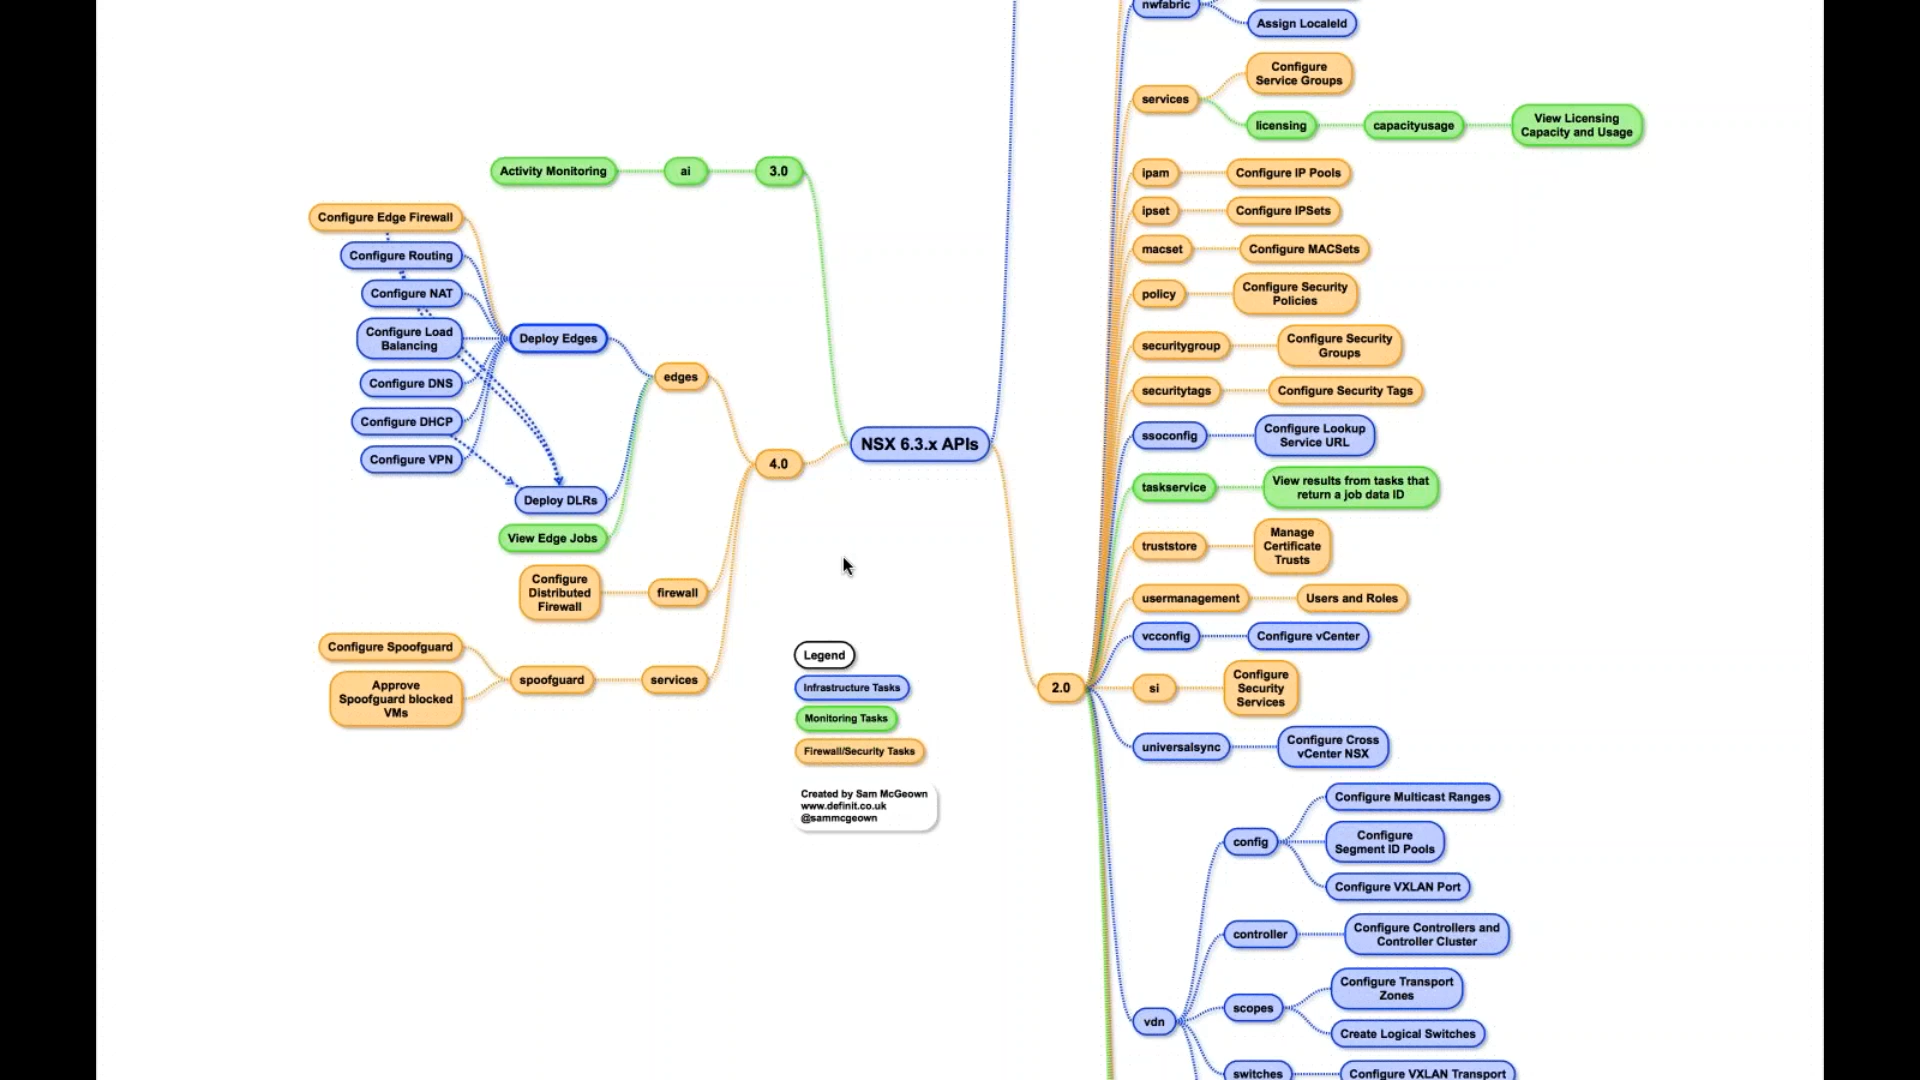 nwfabric
Assign LocaleId
Configure
Service Groups
services
licensing
capacityusage
View Licensing
Capacity and Usage
Activity Monitoring
ai
3.0
ipam
Configure IP Pools
ipset
Configure IPSets
macset
Configure MACSets
policy
Configure Security
Policies
securitygroup
Configure Security
Groups
securitytags
Configure Security Tags
ssoconfig
Configure Lookup
Service URL
taskservice
View results from tasks that
return a job data ID
truststore
Manage
Certificate
Trusts
usermanagement
Users and Roles
vcconfig
Configure vCenter
si
Configure
Security
Services
universalsync
Configure Cross
vCenter NSX
Configure Edge Firewall
Configure Routing
Configure NAT
Configure Load
Balancing
Configure DNS
Configure DHCP
Configure VPN
Deploy Edges
edges
Deploy DLRs
View Edge Jobs
4.0
NSX 6.3.x APIs
Configure
Distributed
Firewall
firewall
Configure Spoofguard
Approve
Spoofguard blocked
VMs
spoofguard
services
Legend
Infrastructure Tasks
Monitoring Tasks
Firewall/Security Tasks
Created by Sam McGeown
www.definit.co.uk
@sammcgeown
2.0
config
Configure Multicast Ranges
Configure
Segment ID Pools
Configure VXLAN Port
controller
Configure Controllers and
Controller Cluster
scopes
Configure Transport
Zones
Create Logical Switches
vdn
switches
Configure VXLAN Transport